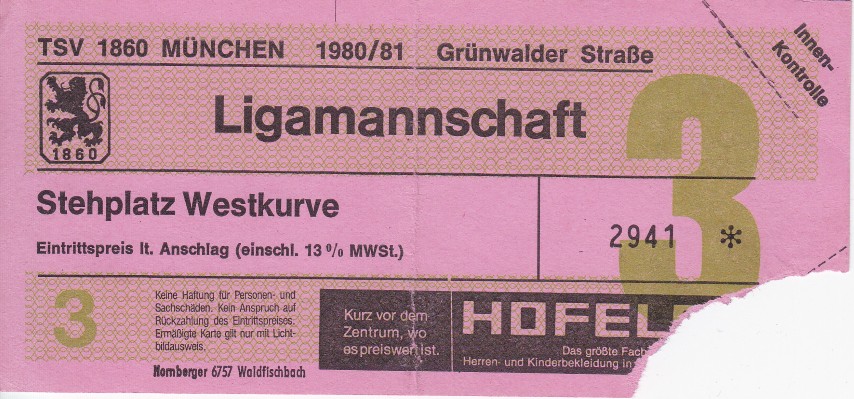 TSV 1860 MÜNCHEN 1980/81 Grünwalder Straße
Innen-
Kontrolle
1860
Ligamannschaft
3
Stehplatz Westkurve
2941 *
Eintrittspreis lt. Anschlag (einschl. 13 % MWSt.)
3
Keine Haftung für Personen- und
Sachschäden. Kein Anspruch auf
Rückzahlung des Eintrittspreises.
Ermäßigte Karte gilt nur mit Licht-
bildausweis.
Nornberger 6757 Waldfischbach
Kurz vor dem
Zentrum, wo
es preiswert ist.
HOFEL
Das größte Fach
Herren- und Kinderbekleidung in